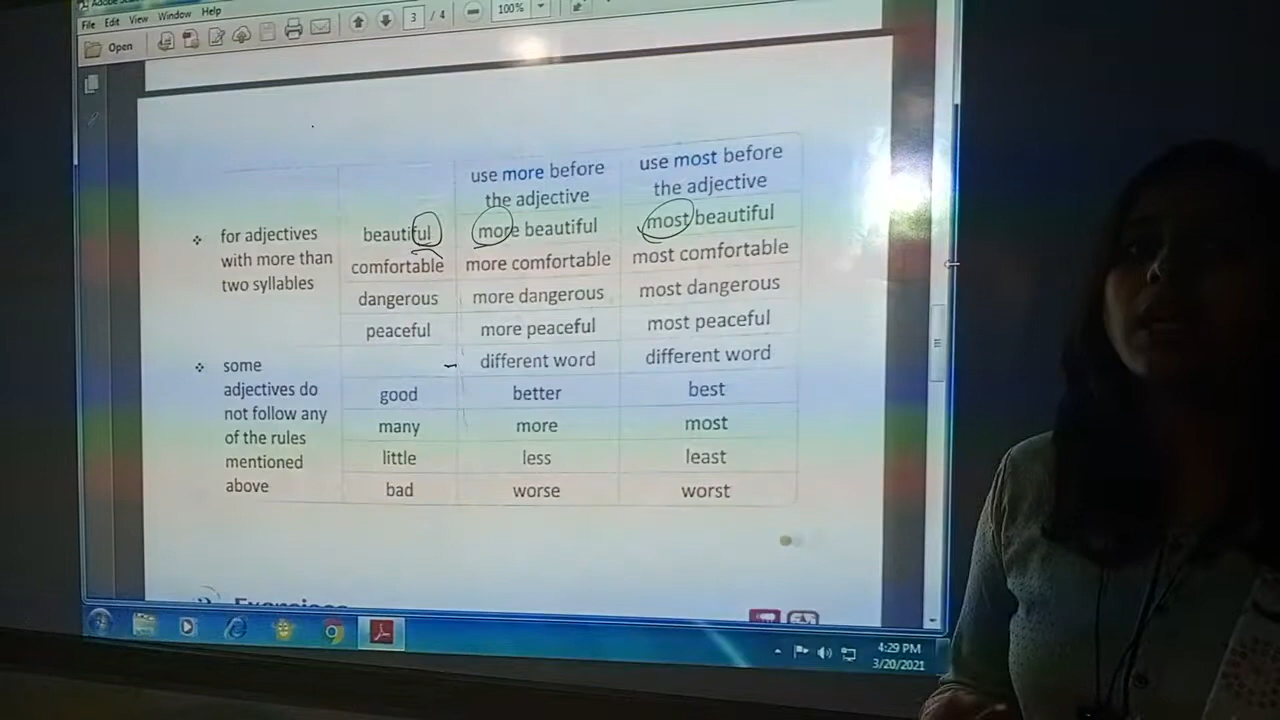 File Edit View Window Help
Open 3 / 4 100%
use more before use most before
the adjective the adjective
for adjectives beautiful more beautiful most beautiful
with more than comfortable more comfortable most comfortable
two syllables dangerous more dangerous most dangerous
peaceful more peaceful most peaceful
some different word different word
adjectives do good better best
not follow any many more most
of the rules
mentioned little less least
above bad worse worst
Exercises
4:29 PM
3/20/2021